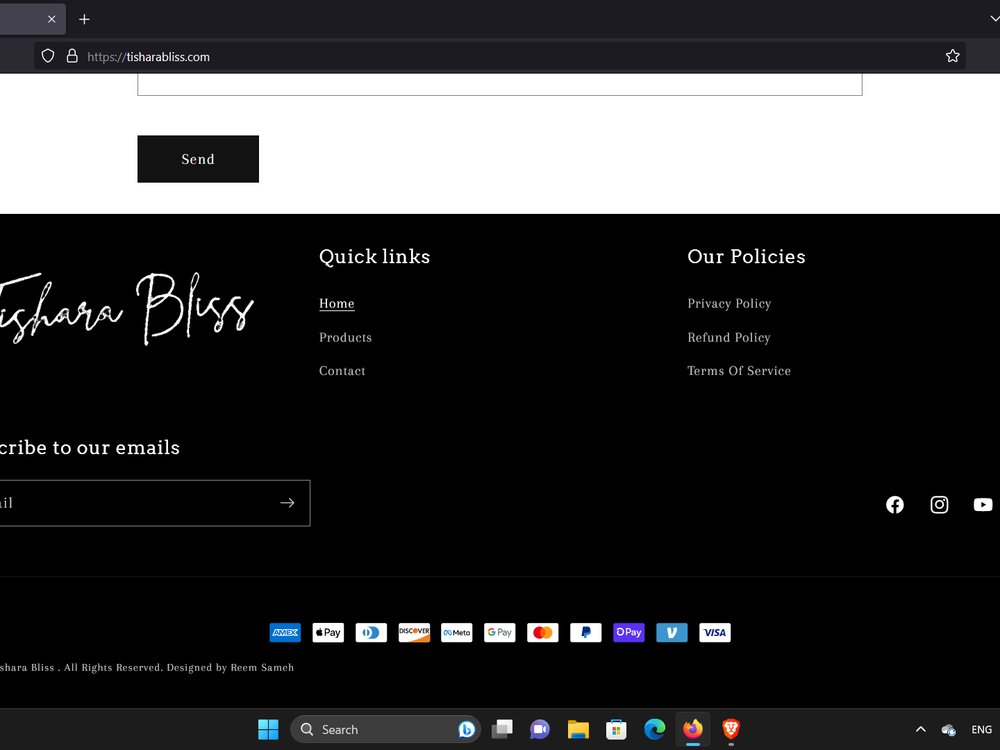 https://tisharabliss.com
Send
Tishara Bliss
Quick links
Home
Products
Contact
Our Policies
Privacy Policy
Refund Policy
Terms Of Service
cribe to our emails
ail
AMEX
Pay
DISCOVER
Meta
G Pay
Pay
VISA
shara Bliss . All Rights Reserved. Designed by Reem Sameh
Search
ENG